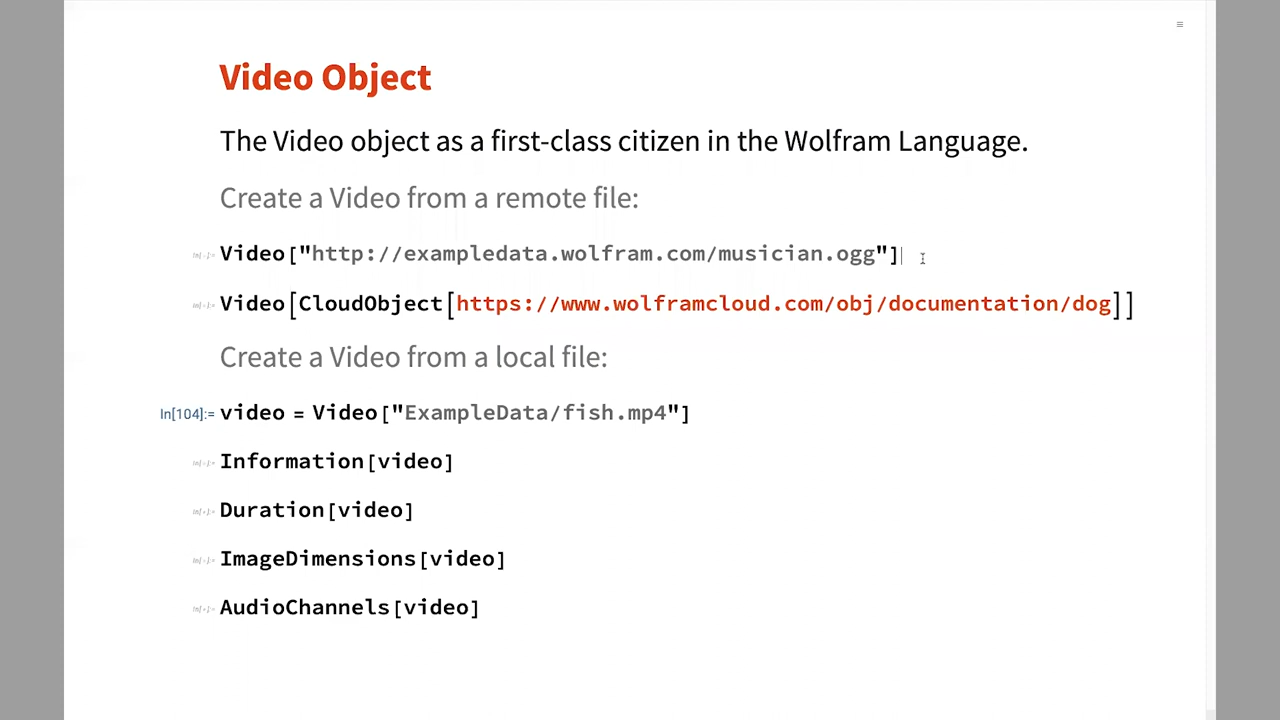 Video Object
The Video object as a first-class citizen in the Wolfram Language.
Create a Video from a remote file:
Video["http://exampledata.wolfram.com/musician.ogg"]
Video[CloudObject[https://www.wolframcloud.com/obj/documentation/dog]]
Create a Video from a local file:
In[104]:= video = Video["ExampleData/fish.mp4"]
Information[video]
Duration[video]
ImageDimensions[video]
AudioChannels[video]